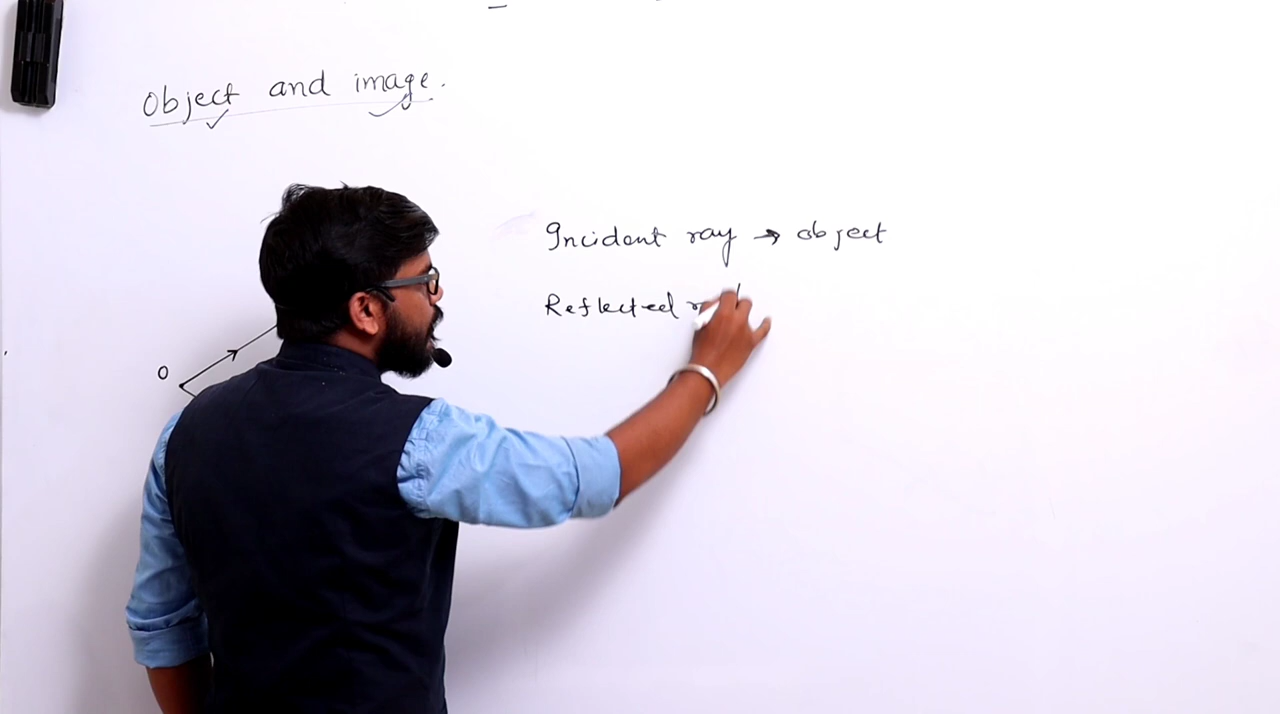 Object and image.
Incident ray → object
O
Reflected